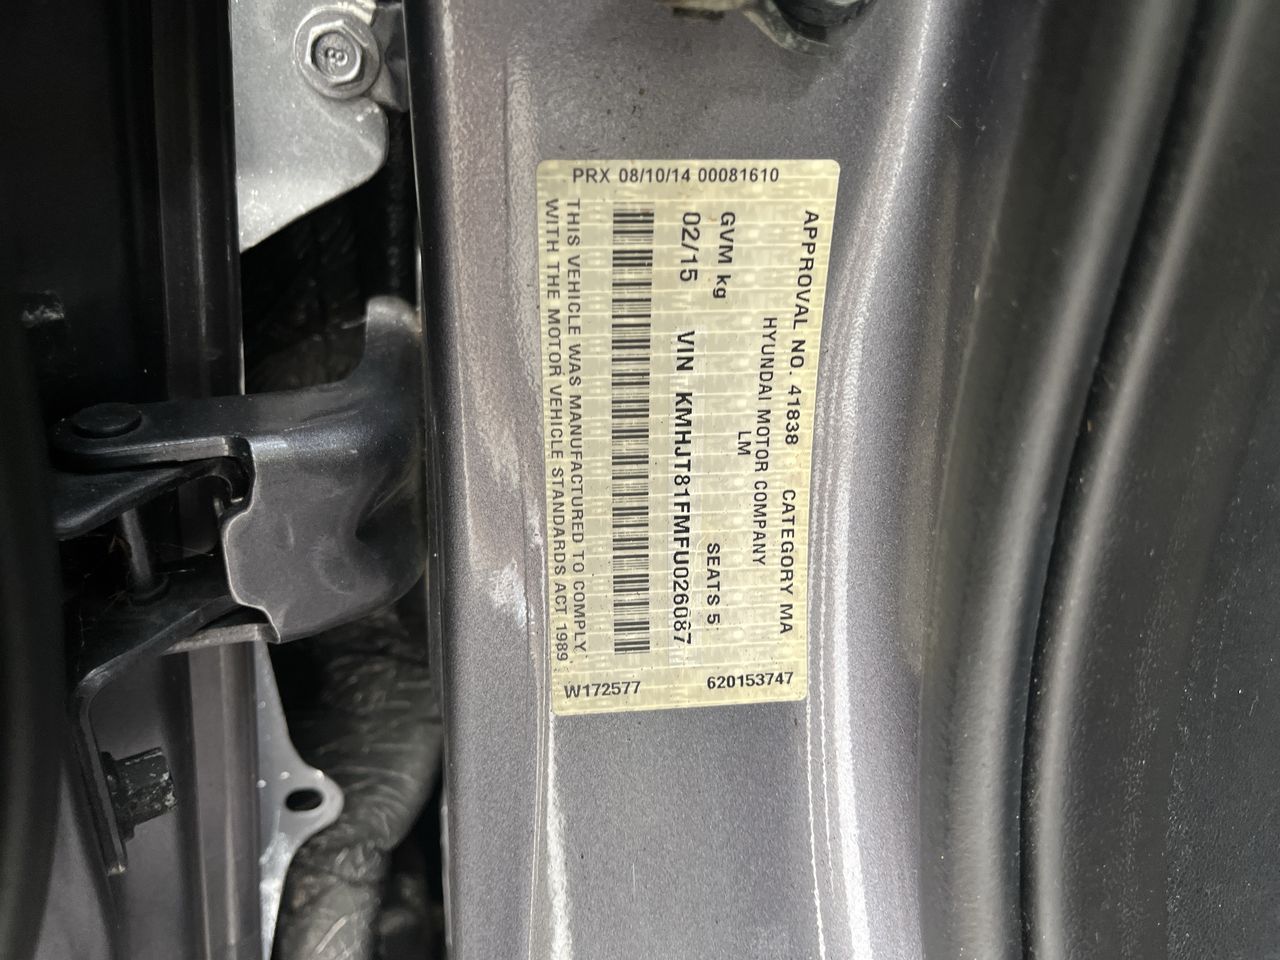 PRX 08/10/14 00081610
APPROVAL NO. 41838 CATEGORY MA
HYUNDAI MOTOR COMPANY
LM
GVM kg SEATS 5
02/15 VIN KMHJT81FMFU026087
THIS VEHICLE WAS MANUFACTURED TO COMPLY
WITH THE MOTOR VEHICLE STANDARDS ACT 1989.
W172577 620153747
8